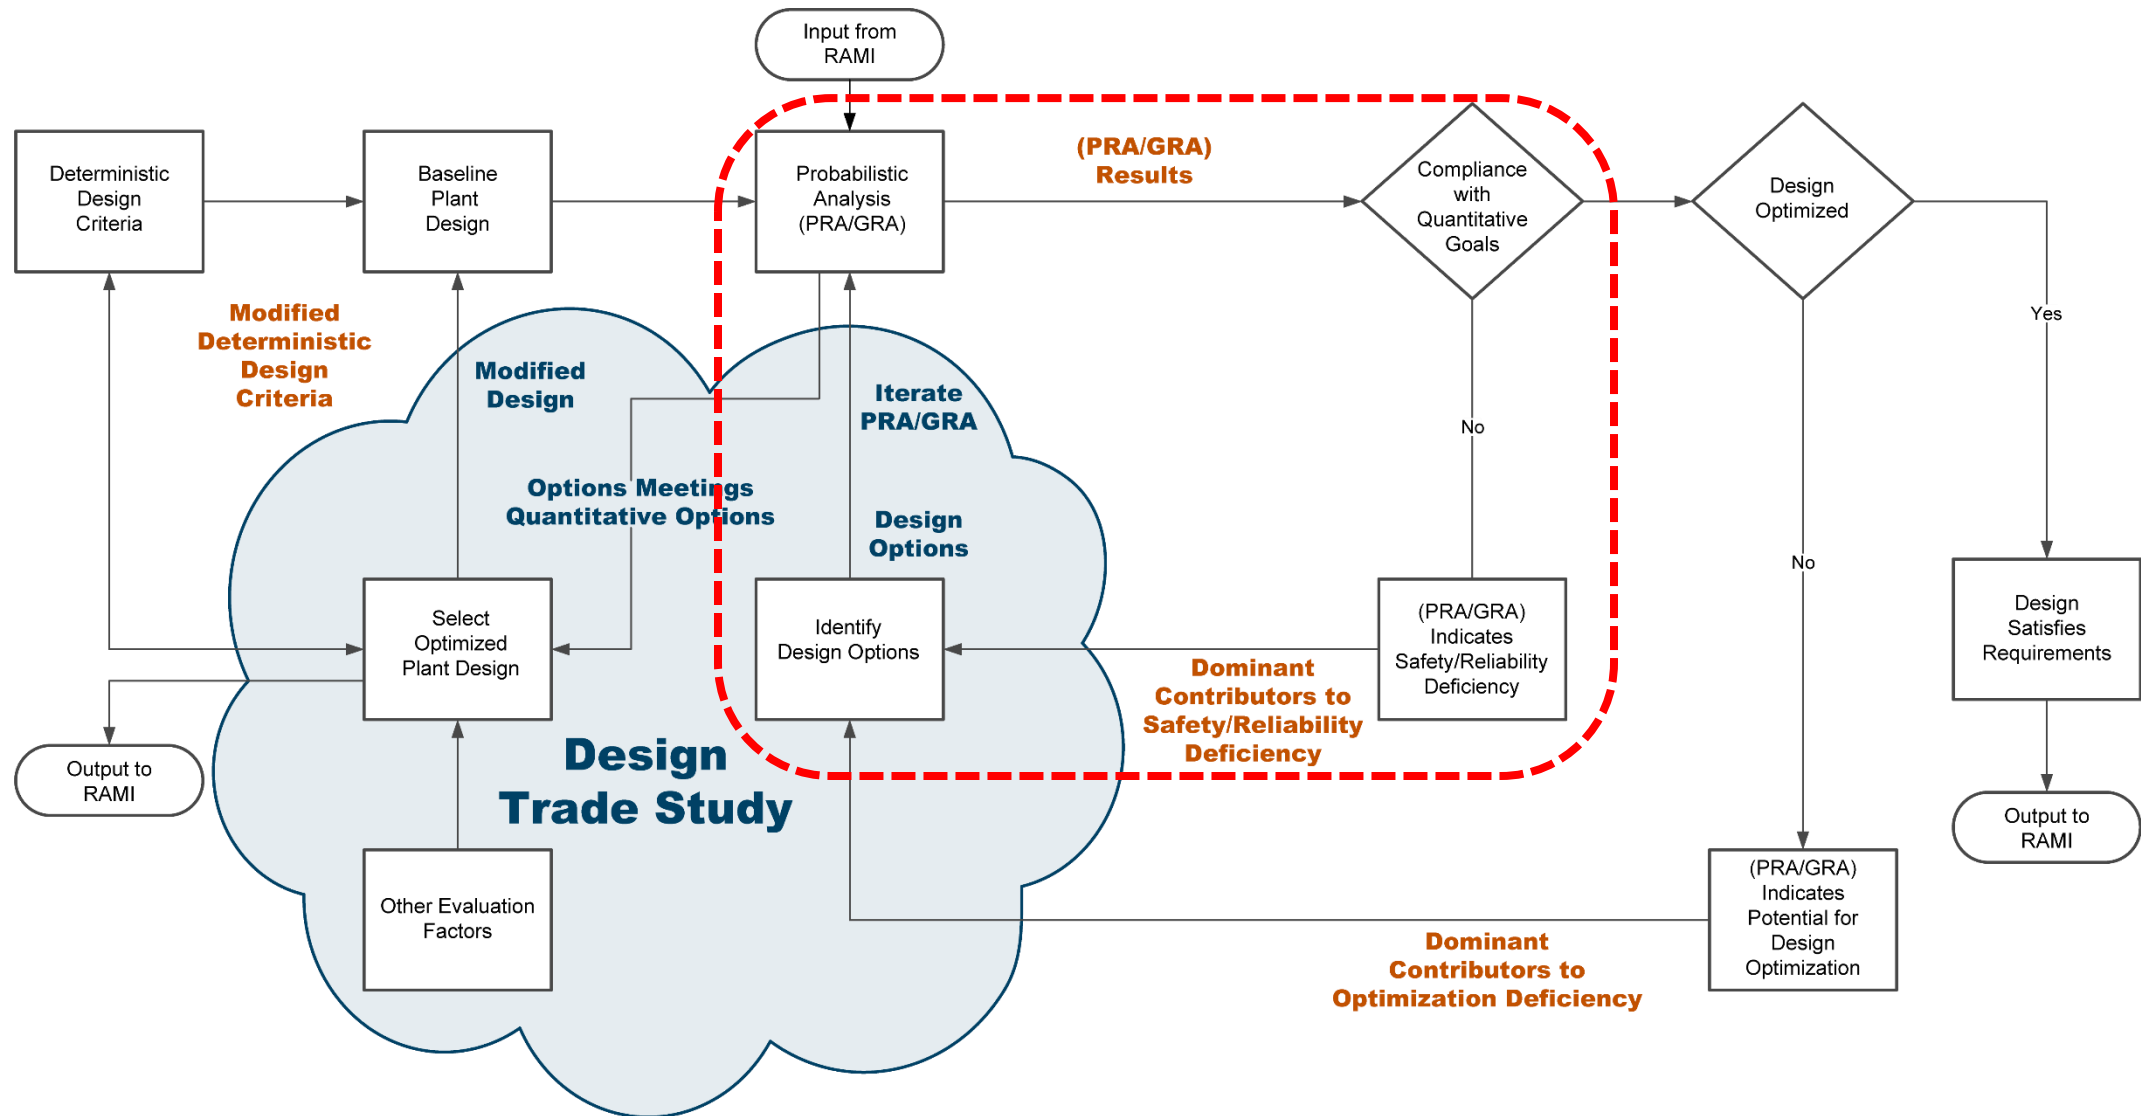 Input from
RAMI
Deterministic
Design
Criteria
Baseline
Plant
Design
Probabilistic
Analysis
(PRA/GRA)
(PRA/GRA)
Results
Compliance
with
Quantitative
Goals
Design
Optimized
Modified
Deterministic
Design
Criteria
Modified
Design
Iterate
PRA/GRA
Yes
No
Options Meetings
Quantitative Options
Design
Options
No
Select
Optimized
Plant Design
Identify
Design Options
(PRA/GRA)
Indicates
Safety/Reliability
Deficiency
Design
Satisfies
Requirements
Dominant
Contributors to
Safety/Reliability
Deficiency
Output to
RAMI
Design
Trade Study
Output to
RAMI
Other Evaluation
Factors
(PRA/GRA)
Indicates
Potential for
Design
Optimization
Dominant
Contributors to
Optimization Deficiency